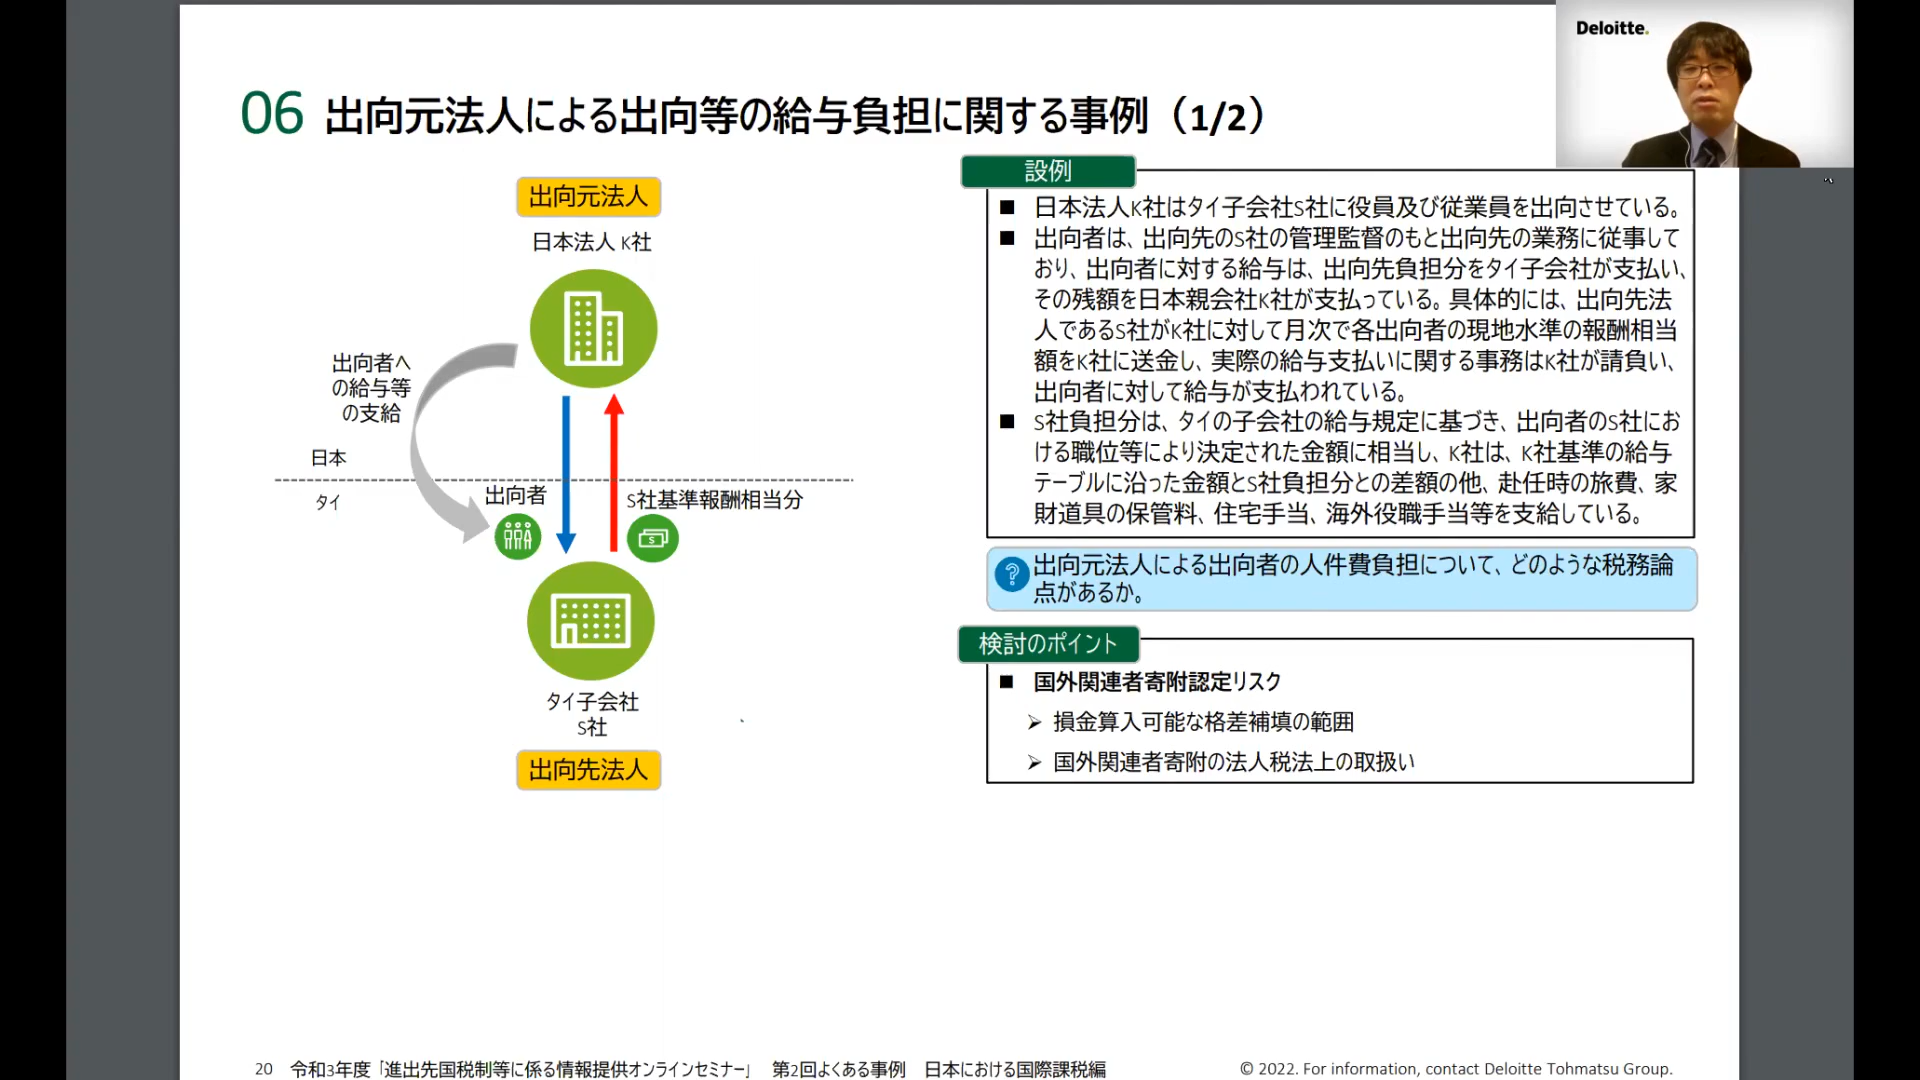 Deloitte.
06 出向元法人による出向等の給与負担に関する事例（1/2）
出向元法人
日本法人 K社
出向者へ
の給与等
の支給
日本
タイ
出向者
S社基準報酬相当分
$
タイ子会社
S社
出向先法人
設例
■ 日本法人K社はタイ子会社S社に役員及び従業員を出向させている。
■ 出向者は、出向先のS社の管理監督のもと出向先の業務に従事して
おり、出向者に対する給与は、出向先負担分をタイ子会社が支払い、
その残額を日本親会社K社が支払っている。具体的には、出向先法
人であるS社がK社に対して月次で各出向者の現地水準の報酬相当
額をK社に送金し、実際の給与支払いに関する事務はK社が請負い、
出向者に対して給与が支払われている。
■ S社負担分は、タイの子会社の給与規定に基づき、出向者のS社にお
ける職位等により決定された金額に相当し、K社は、K社基準の給与
テーブルに沿った金額とS社負担分との差額の他、赴任時の旅費、家
財道具の保管料、住宅手当、海外役職手当等を支給している。
? 出向元法人による出向者の人件費負担について、どのような税務論
点があるか。
検討のポイント
■ 国外関連者寄附認定リスク
➢ 損金算入可能な格差補填の範囲
➢ 国外関連者寄附の法人税法上の取扱い
20 令和3年度「進出先国税制等に係る情報提供オンラインセミナー」 第2回よくある事例 日本における国際課税編
© 2022. For information, contact Deloitte Tohmatsu Group.